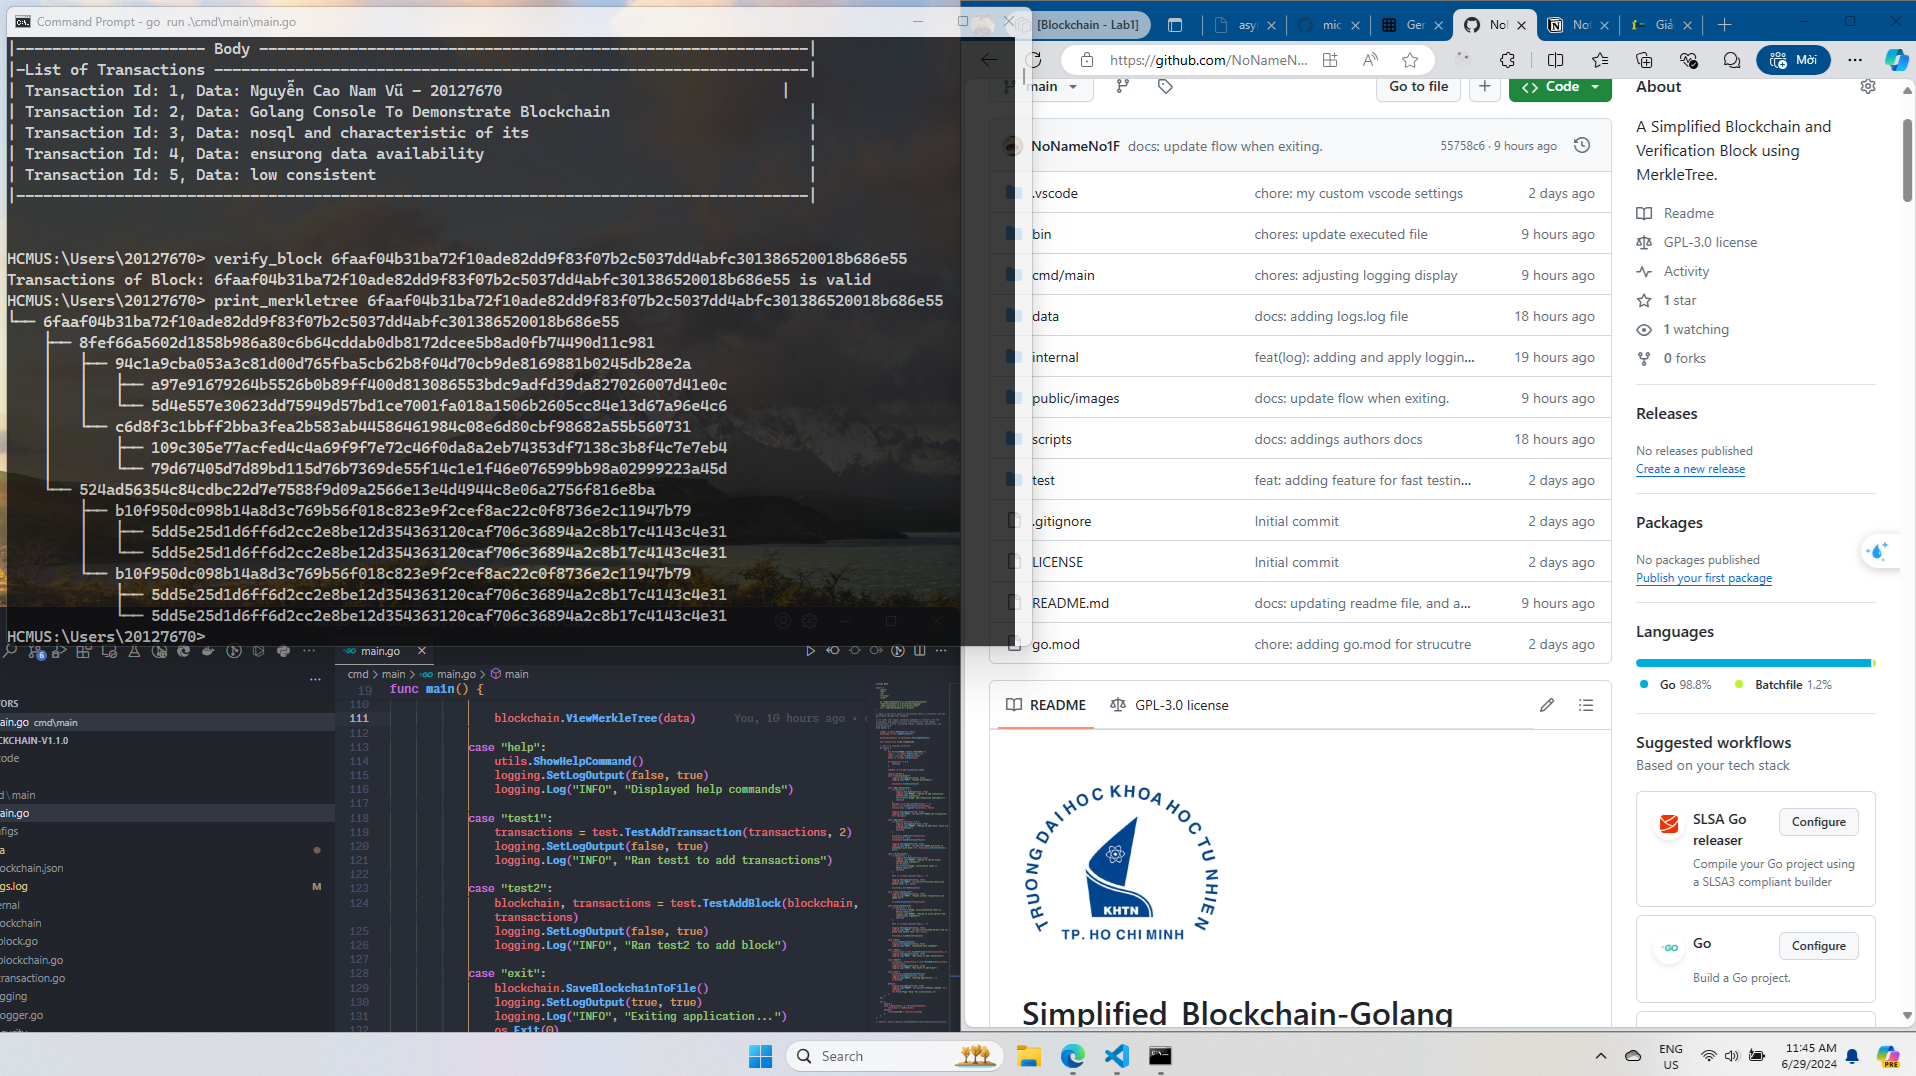 Command Prompt - go  run .\cmd\main\main.go
|--------------------- Body -------------------------------------------------------------|
|-List of Transactions ------------------------------------------------------------------|
| Transaction Id: 1, Data: Nguyễn Cao Nam Vũ - 20127670 |
| Transaction Id: 2, Data: Golang Console To Demonstrate Blockchain |
| Transaction Id: 3, Data: nosql and characteristic of its |
| Transaction Id: 4, Data: ensurong data availability |
| Transaction Id: 5, Data: low consistent |
|----------------------------------------------------------------------------------------|
HCMUS:\Users\20127670> verify_block 6faaf04b31ba72f10ade82dd9f83f07b2c5037dd4abfc301386520018b686e55
Transactions of Block: 6faaf04b31ba72f10ade82dd9f83f07b2c5037dd4abfc301386520018b686e55 is valid
HCMUS:\Users\20127670> print_merkletree 6faaf04b31ba72f10ade82dd9f83f07b2c5037dd4abfc301386520018b686e55
└── 6faaf04b31ba72f10ade82dd9f83f07b2c5037dd4abfc301386520018b686e55
├── 8fef66a5602d1858b986a80c6b64cddab0db8172dcee5b8ad0fb74490d11c981
├── 94c1a9cba053a3c81d00d765fba5cb62b8f04d70cb9de8169881b0245db28e2a
├── a97e91679264b5526b0b89ff400d813086553bdc9adfd39da827026007d41e0c
└── 5d4e557e30623dd75949d57bd1ce7001fa018a1506b2605cc84e13d67a96e4c6
└── c6d8f3c1bbff2bba3fea2b583ab44586461984c08e6d80cbf98682a55b560731
├── 109c305e77acfed4c4a69f9f7e72c46f0da8a2eb74353df7138c3b8f4c7e7eb4
└── 79d67405d7d89bd115d76b7369de55f14c1e1f46e076599bb98a02999223a45d
└── 524ad56354c84cdbc22d7e7588f9d09a2566e13e4d4944c8e06a2756f816e8ba
├── b10f950dc098b14a8d3c769b56f018c823e9f2cef8ac22c0f8736e2c11947b79
├── 5dd5e25d1d6ff6d2cc2e8be12d354363120caf706c36894a2c8b17c4143c4e31
└── 5dd5e25d1d6ff6d2cc2e8be12d354363120caf706c36894a2c8b17c4143c4e31
└── b10f950dc098b14a8d3c769b56f018c823e9f2cef8ac22c0f8736e2c11947b79
├── 5dd5e25d1d6ff6d2cc2e8be12d354363120caf706c36894a2c8b17c4143c4e31
└── 5dd5e25d1d6ff6d2cc2e8be12d354363120caf706c36894a2c8b17c4143c4e31
HCMUS:\Users\20127670>
6
main.go
cmd > main > main.go > main
19 func main() {
110
111 blockchain.ViewMerkleTree(data) You, 10 hours ago •
112
113 case "help":
114 utils.ShowHelpCommand()
115 logging.SetLogOutput(false, true)
116 logging.Log("INFO", "Displayed help commands")
117
118 case "test1":
119 transactions = test.TestAddTransaction(transactions, 2)
120 logging.SetLogOutput(false, true)
121 logging.Log("INFO", "Ran test1 to add transactions")
122
123 case "test2":
124 blockchain, transactions = test.TestAddBlock(blockchain,
transactions)
125 logging.SetLogOutput(false, true)
126 logging.Log("INFO", "Ran test2 to add block")
127
128 case "exit":
129 blockchain.SaveBlockchainToFile()
130 logging.SetLogOutput(true, true)
131 logging.Log("INFO", "Exiting application...")
132 os.Exit(0)
TORS
ain.go cmd\main
CKCHAIN-V1.1.0
code
d\main
ain.go
nfigs
a
ockchain.json
gs.log M
ernal
ockchain
block.go
blockchain.go
transaction.go
gging
ogger.go
[Blockchain - Lab1]
asy
mic
Ger
Nol
Not
Giả
https://github.com/NoNameN...
Mời
main
Go to file
Code
NoNameNo1F docs: update flow when exiting. 55758c6 · 9 hours ago
.vscode chore: my custom vscode settings 2 days ago
bin chores: update executed file 9 hours ago
cmd/main chores: adjusting logging display 9 hours ago
data docs: adding logs.log file 18 hours ago
internal feat(log): adding and apply loggin... 19 hours ago
public/images docs: update flow when exiting. 9 hours ago
scripts docs: addings authors docs 18 hours ago
test feat: adding feature for fast testin... 2 days ago
.gitignore Initial commit 2 days ago
LICENSE Initial commit 2 days ago
README.md docs: updating readme file, and a... 9 hours ago
go.mod chore: adding go.mod for strucutre 2 days ago
README
GPL-3.0 license
TRUONG DAI HOC KHOA HOC TU NHIEN
KHTN
TP. HO CHI MINH
Simplified Blockchain-Golang
About
A Simplified Blockchain and
Verification Block using
MerkleTree.
Readme
GPL-3.0 license
Activity
1 star
1 watching
0 forks
Releases
No releases published
Create a new release
Packages
No packages published
Publish your first package
Languages
Go 98.8%
Batchfile 1.2%
Suggested workflows
Based on your tech stack
SLSA Go
releaser
Configure
Compile your Go project using
a SLSA3 compliant builder
GO
Go
Configure
Build a Go project.
Search
ENG
US
11:45 AM
6/29/2024
PRE